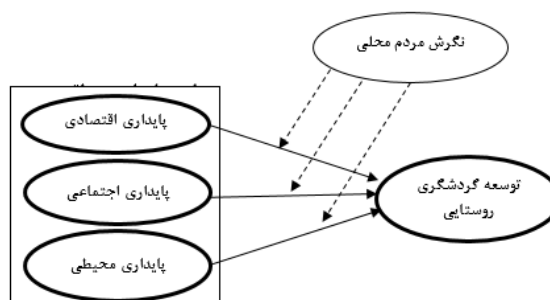 نگرش مردم محلی
پایداری اقتصادی
پایداری اجتماعی
توسعه گردشگری
روستایی
پایداری محیطی